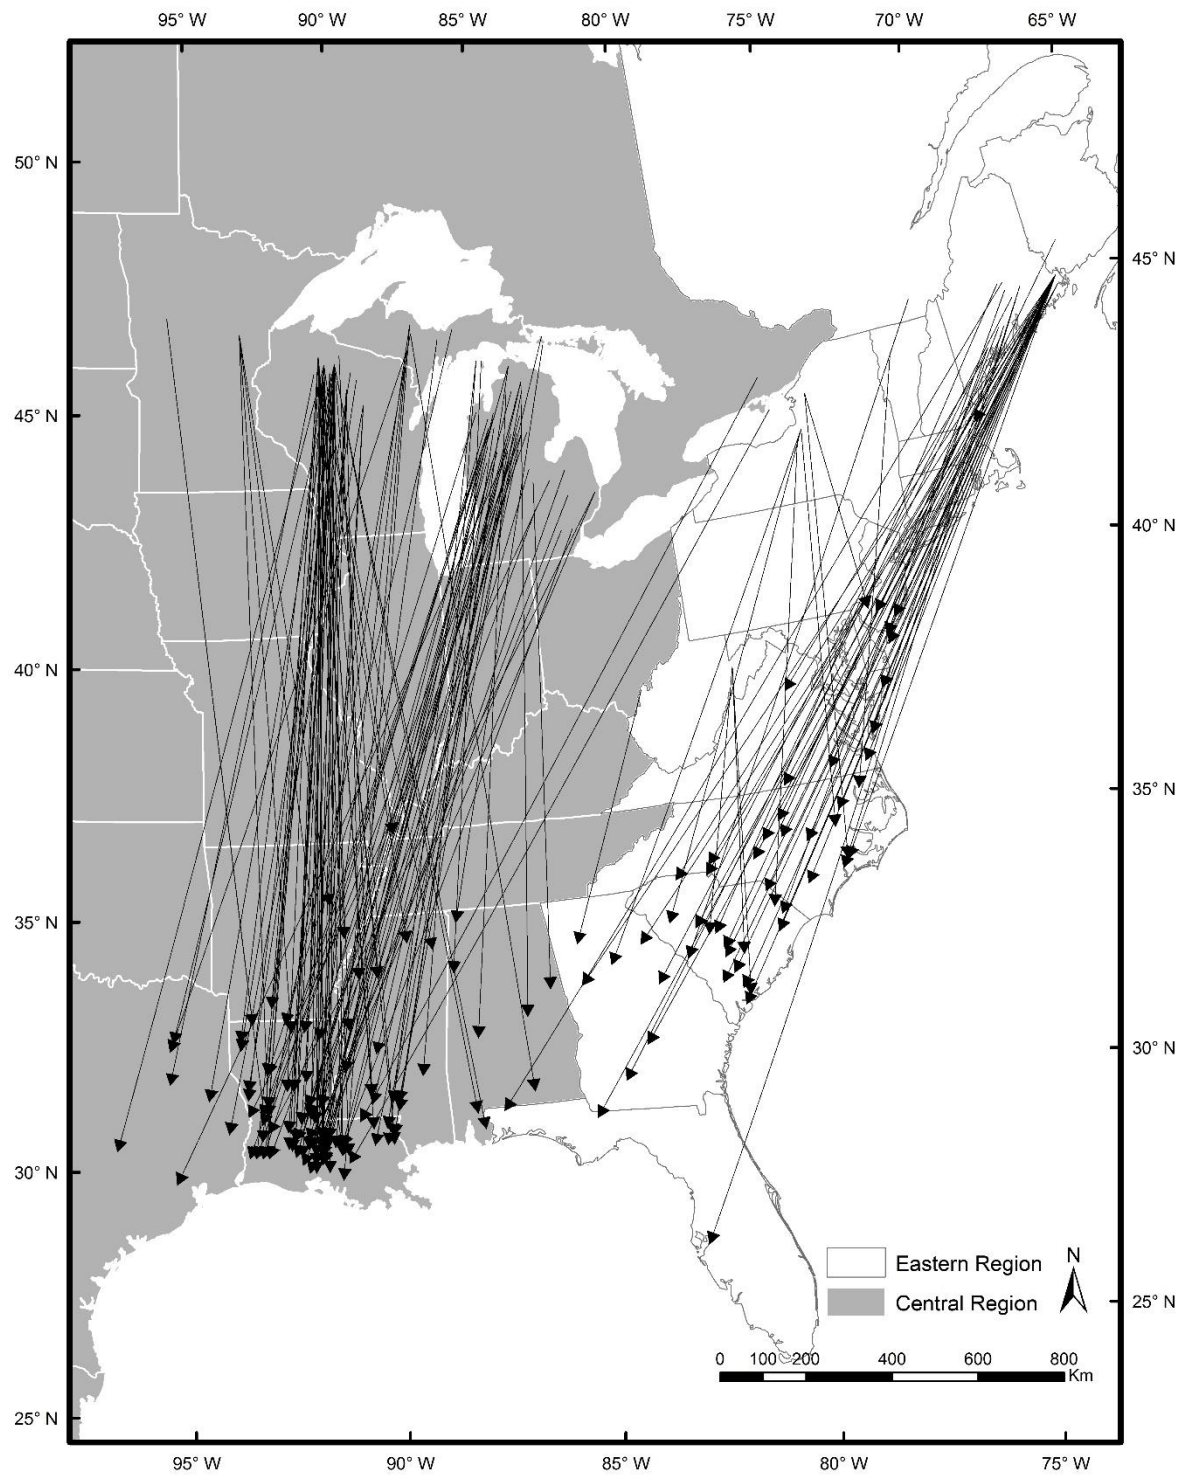 95° W 90° W 85° W 80° W 75° W 70° W 65° W
50° N
45° N
45° N
40° N
40° N
35° N
35° N
30° N
30° N
Eastern Region
N
Central Region
25° N
0 100 200 400 600 800
Km
25° N
95° W 90° W 85° W 80° W 75° W